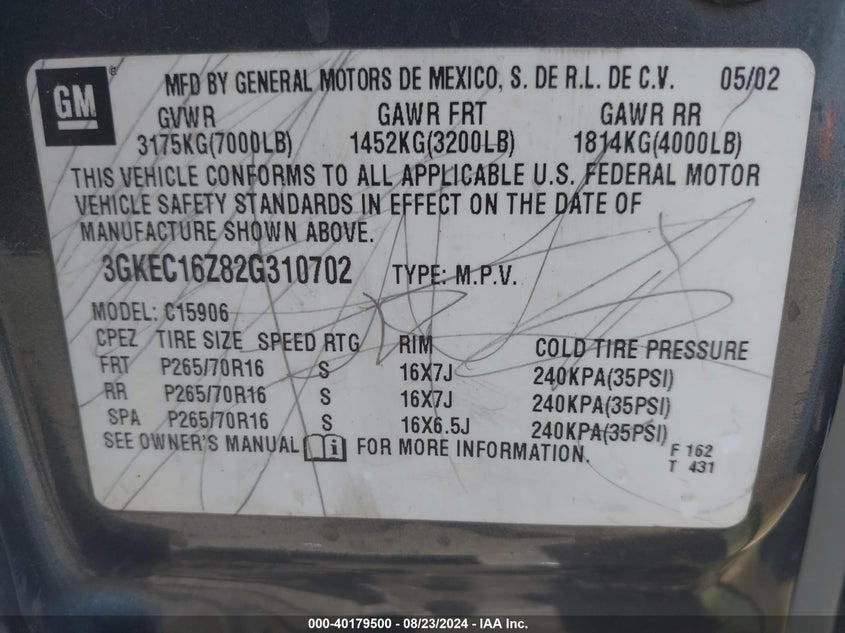 GM ®
MFD BY GENERAL MOTORS DE MEXICO, S. DE R.L. DE C.V. 05/02
GVWR GAWR FRT GAWR RR
3175KG(7000LB) 1452KG(3200LB) 1814KG(4000LB)
THIS VEHICLE CONFORMS TO ALL APPLICABLE U.S. FEDERAL MOTOR
VEHICLE SAFETY STANDARDS IN EFFECT ON THE DATE OF
MANUFACTURE SHOWN ABOVE.
3GKEC16Z82G310702 TYPE: M.P.V.
MODEL: C15906
CPEZ TIRE SIZE SPEED RTG RIM COLD TIRE PRESSURE
FRT P265/70R16 S 16X7J 240KPA(35PSI)
RR P265/70R16 S 16X7J 240KPA(35PSI)
SPA P265/70R16 S 16X6.5J 240KPA(35PSI)
SEE OWNER'S MANUAL i FOR MORE INFORMATION.
F 162
T 431
000-40179500 - 08/23/2024 - IAA Inc.